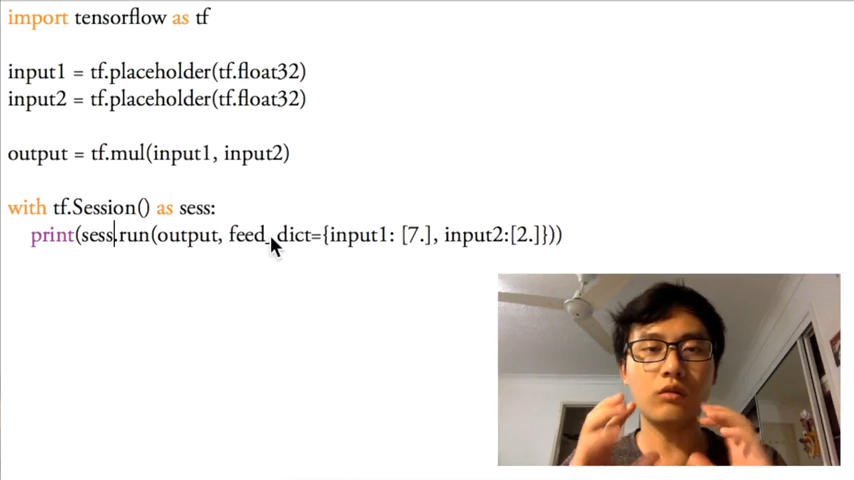 import tensorflow as tf
input1 = tf.placeholder(tf.float32)
input2 = tf.placeholder(tf.float32)
output = tf.mul(input1, input2)
with tf.Session() as sess:
print(sess.run(output, feed_dict={input1: [7.], input2:[2.]}))